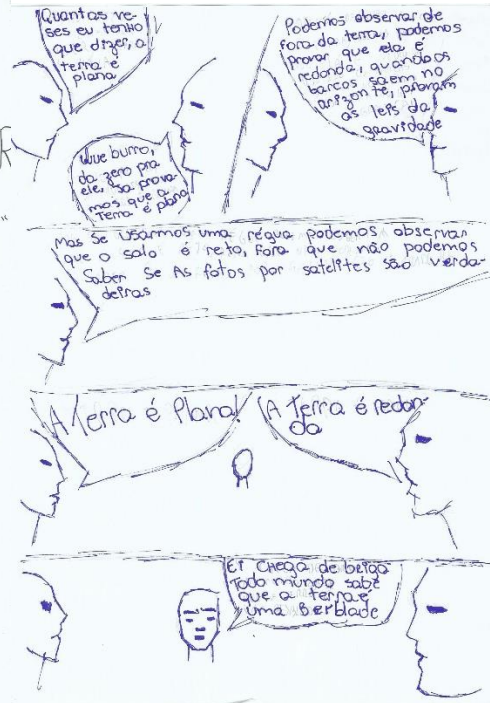 Quantas ve-
ses eu tenho
que dizer, a
terra é
plana
Que burro,
da zero pra
ele, Ja prova-
mos que a
Terra é plana
Podemos observar de
fora da terra, podemos
provar que ela é
redonda, quando os
barcos saem no
orizonte, provam
as leis da
gravidade
Mas se usarmos uma régua podemos observar
que o solo é reto, Fora que não podemos
Saber Se As fotos por satelites são verda-
deiras
A Terra é Plana!
A Terra é redon-
da
Ei Chega de briga
Todo mundo sabe
que a terra é
uma Berblade